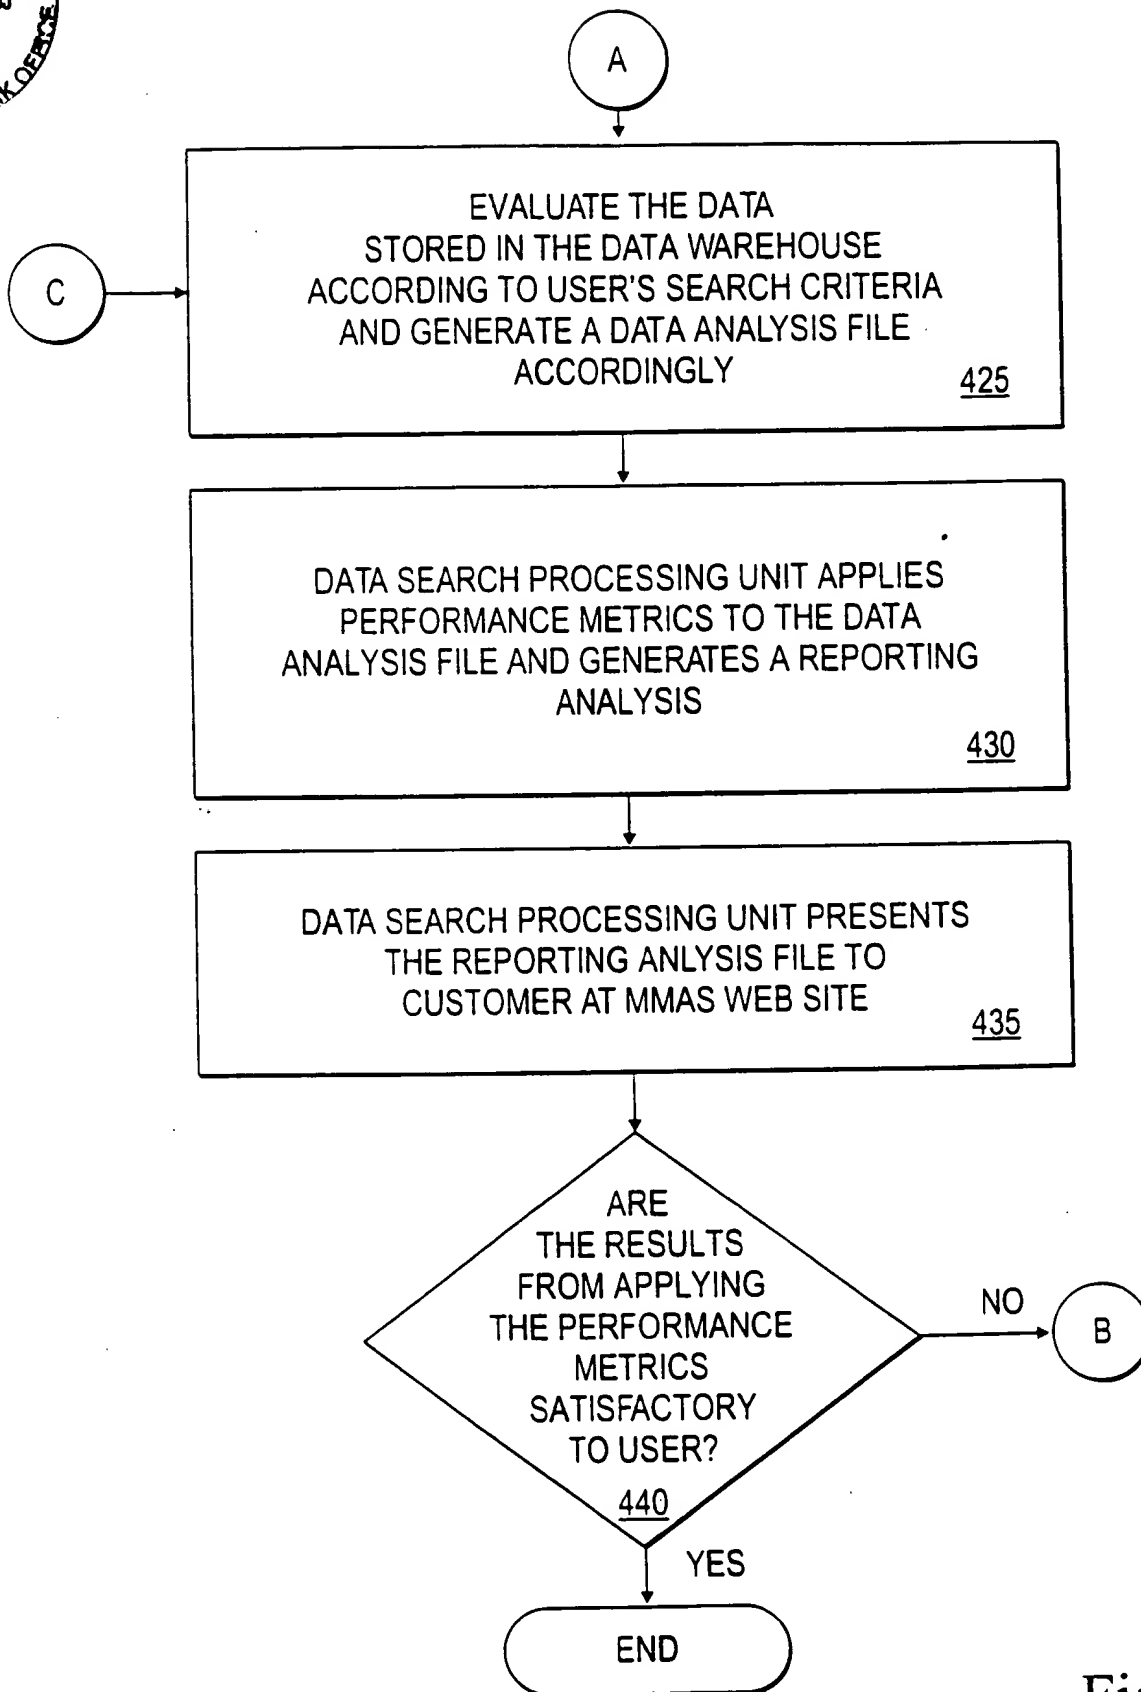 K OFFICE
A
EVALUATE THE DATA
STORED IN THE DATA WAREHOUSE
ACCORDING TO USER'S SEARCH CRITERIA
AND GENERATE A DATA ANALYSIS FILE
ACCORDINGLY
425
C
DATA SEARCH PROCESSING UNIT APPLIES
PERFORMANCE METRICS TO THE DATA
ANALYSIS FILE AND GENERATES A REPORTING
ANALYSIS
430
DATA SEARCH PROCESSING UNIT PRESENTS
THE REPORTING ANLYSIS FILE TO
CUSTOMER AT MMAS WEB SITE
435
ARE
THE RESULTS
FROM APPLYING
THE PERFORMANCE
METRICS
SATISFACTORY
TO USER?
440
NO
B
YES
END